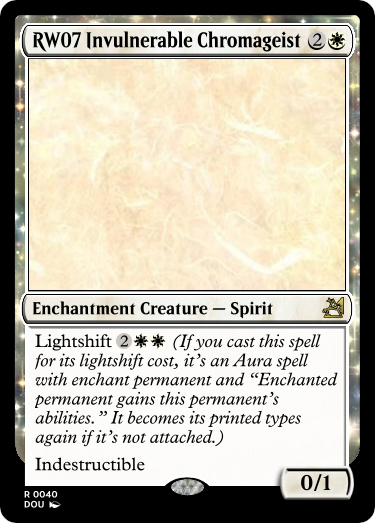 RW07 Invulnerable Chromageist 2
Enchantment Creature — Spirit
Lightshift 2 (If you cast this spell
for its lightshift cost, it's an Aura spell
with enchant permanent and “Enchanted
permanent gains this permanent's
abilities.” It becomes its printed types
again if it's not attached.)
Indestructible
0/1
R 0040
DOU